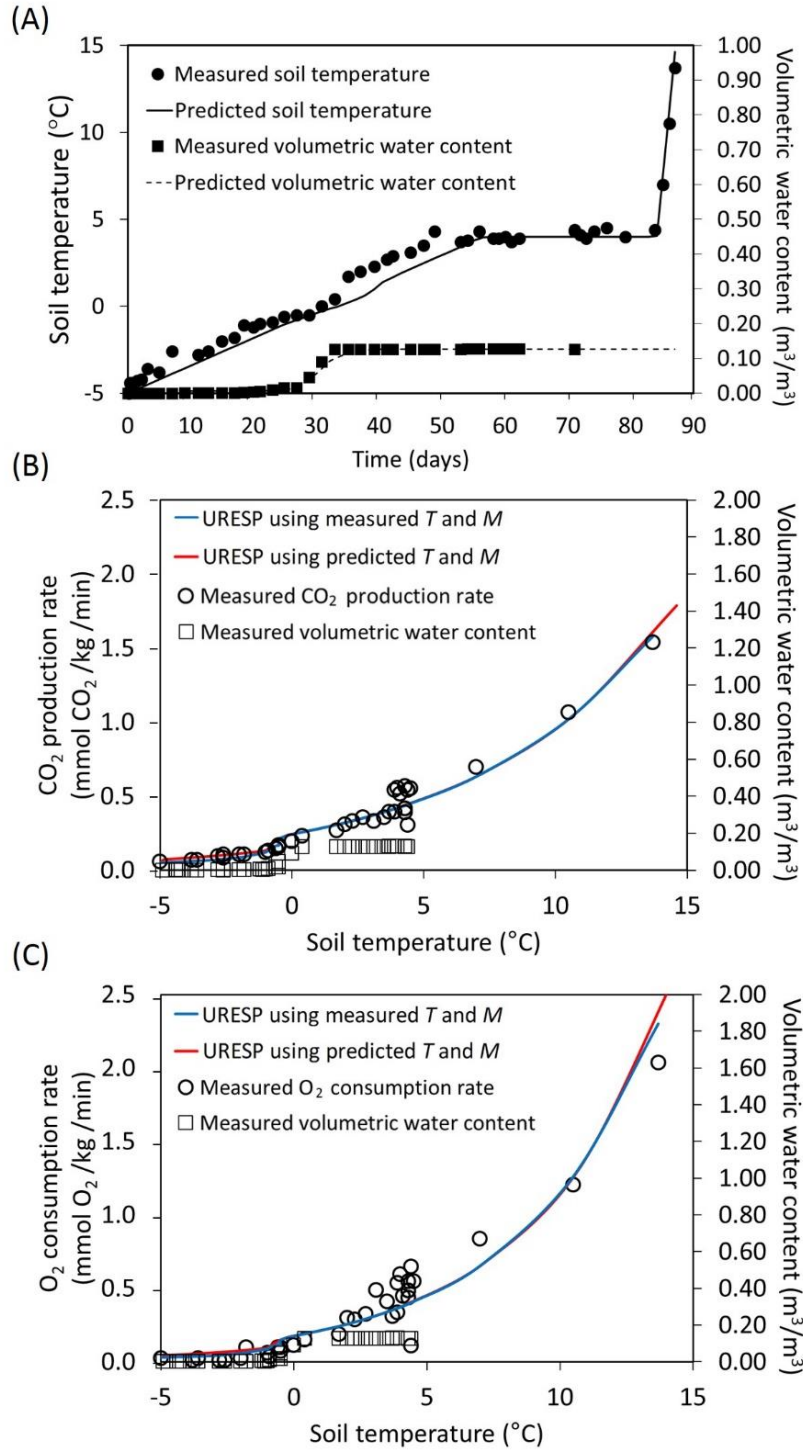 (A)
Soil temperature (°C)
15
10
5
0
-5
Measured soil temperature
Predicted soil temperature
Measured volumetric water content
Predicted volumetric water content
1.00
0.90
0.80
0.70
0.60
0.50
0.40
0.30
0.20
0.10
0.00
Volumetric water content (m³/m³)
0 10 20 30 40 50 60 70 80 90
Time (days)
(B)
CO₂ production rate
(mmol CO₂ /kg /min)
2.5
2.0
1.5
1.0
0.5
0.0
URESP using measured T and M
URESP using predicted T and M
Measured CO₂ production rate
Measured volumetric water content
2.00
1.80
1.60
1.40
1.20
1.00
0.80
0.60
0.40
0.20
0.00
Volumetric water content (m³/m³)
-5 0 5 10 15
Soil temperature (°C)
(C)
O₂ consumption rate
(mmol O₂ /kg /min)
2.5
2.0
1.5
1.0
0.5
0.0
URESP using measured T and M
URESP using predicted T and M
Measured O₂ consumption rate
Measured volumetric water content
2.00
1.80
1.60
1.40
1.20
1.00
0.80
0.60
0.40
0.20
0.00
Volumetric water content (m³/m³)
-5 0 5 10 15
Soil temperature (°C)